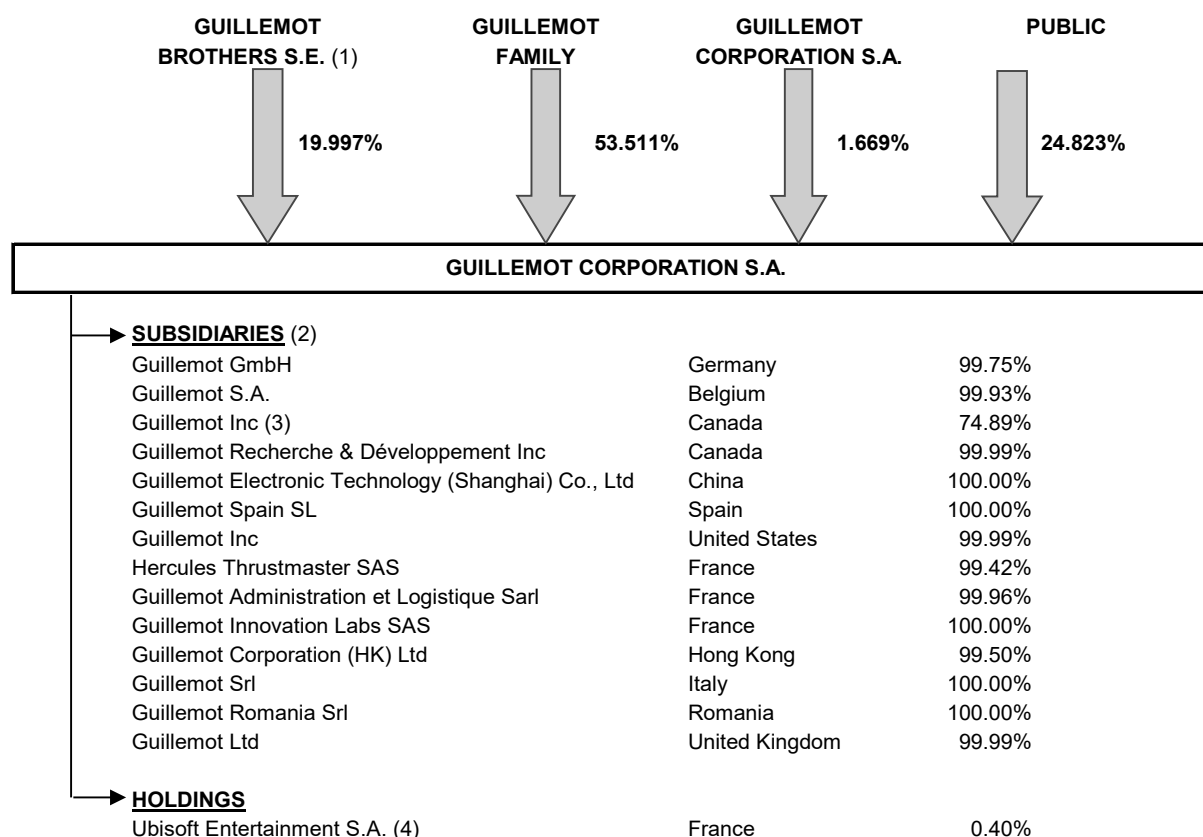 GUILLEMOT BROTHERS S.E. (1)
GUILLEMOT FAMILY
GUILLEMOT CORPORATION S.A.
PUBLIC
19.997% 53.511% 1.669% 24.823%
GUILLEMOT CORPORATION S.A.
SUBSIDIARIES (2)
Guillemot GmbH Germany 99.75%
Guillemot S.A. Belgium 99.93%
Guillemot Inc (3) Canada 74.89%
Guillemot Recherche & Développement Inc Canada 99.99%
Guillemot Electronic Technology (Shanghai) Co., Ltd China 100.00%
Guillemot Spain SL Spain 100.00%
Guillemot Inc United States 99.99%
Hercules Thrustmaster SAS France 99.42%
Guillemot Administration et Logistique Sarl France 99.96%
Guillemot Innovation Labs SAS France 100.00%
Guillemot Corporation (HK) Ltd Hong Kong 99.50%
Guillemot Srl Italy 100.00%
Guillemot Romania Srl Romania 100.00%
Guillemot Ltd United Kingdom 99.99%
HOLDINGS
Ubisoft Entertainment S.A. (4) France 0.40%